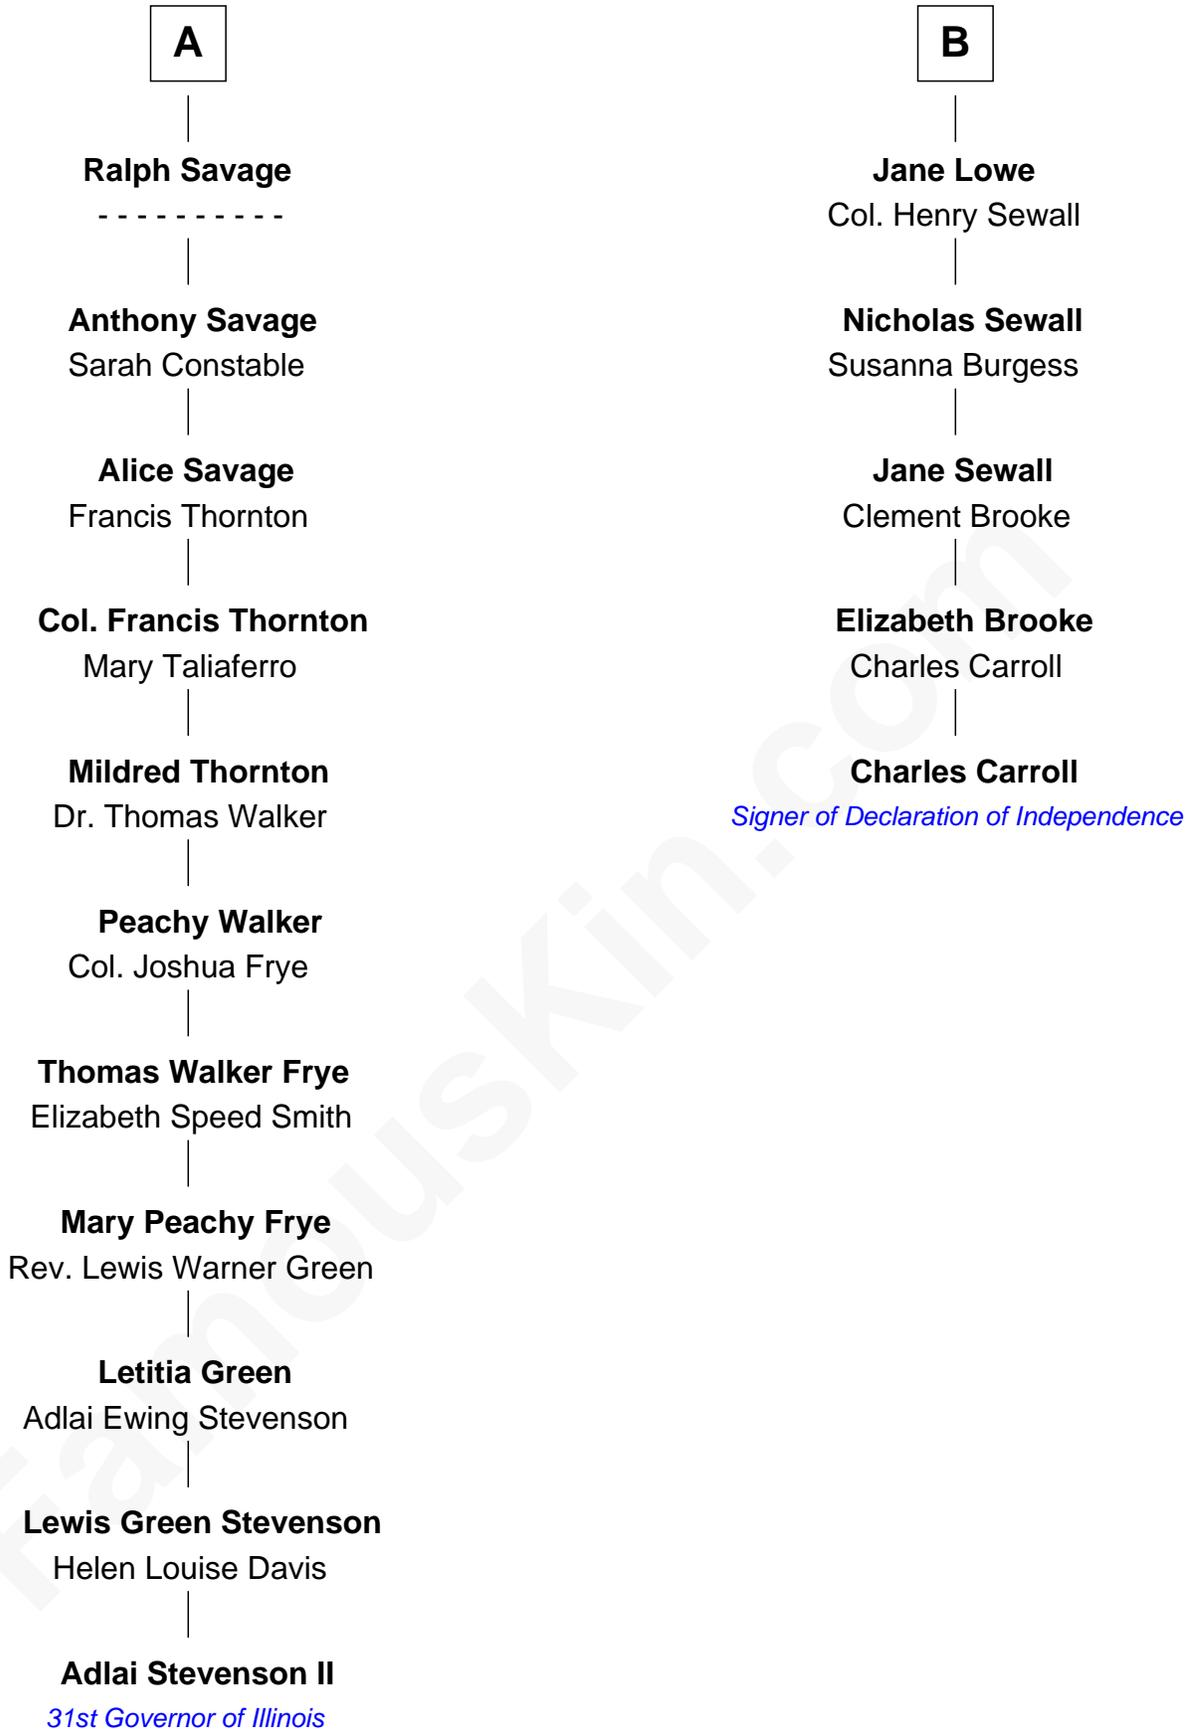 A
Ralph Savage
- - - - - - - - - -
Anthony Savage
Sarah Constable
Alice Savage
Francis Thornton
Col. Francis Thornton
Mary Taliaferro
Mildred Thornton
Dr. Thomas Walker
Peachy Walker
Col. Joshua Frye
Thomas Walker Frye
Elizabeth Speed Smith
Mary Peachy Frye
Rev. Lewis Warner Green
Letitia Green
Adlai Ewing Stevenson
Lewis Green Stevenson
Helen Louise Davis
Adlai Stevenson II
31st Governor of Illinois
B
Jane Lowe
Col. Henry Sewall
Nicholas Sewall
Susanna Burgess
Jane Sewall
Clement Brooke
Elizabeth Brooke
Charles Carroll
Charles Carroll
Signer of Declaration of Independence
FamousKin.com